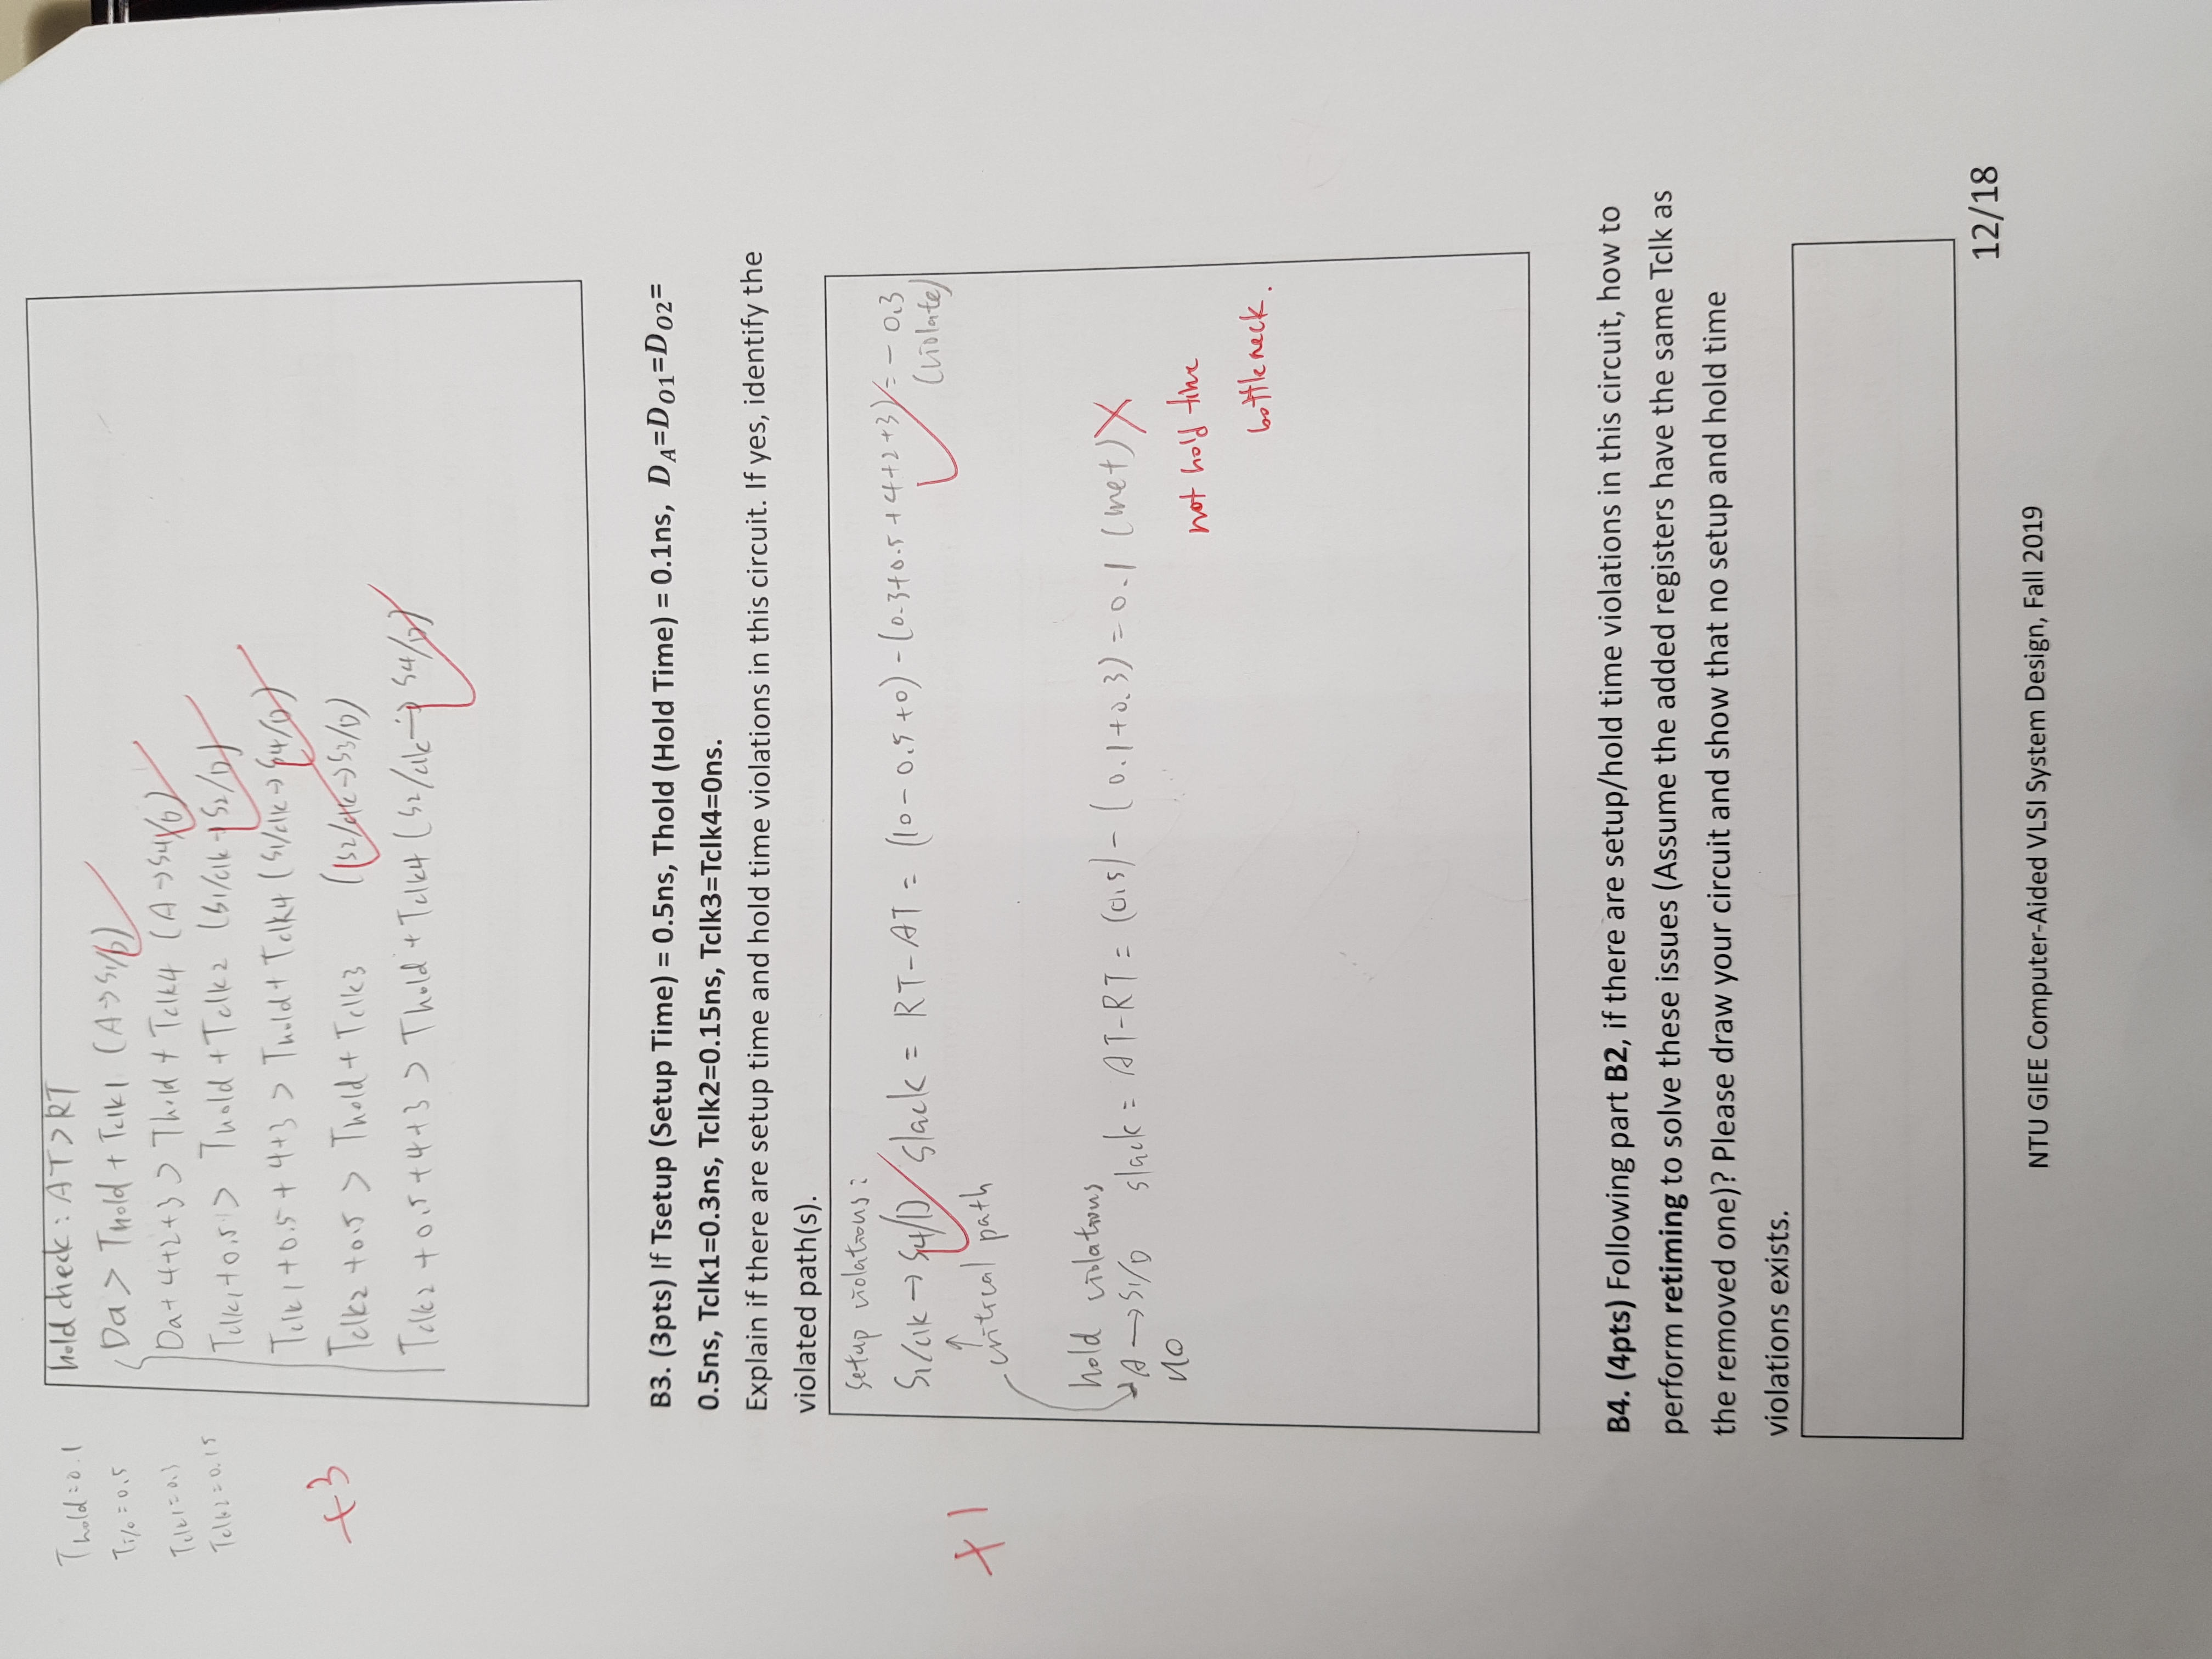 Thold=0.1
Ti/o=0.5
Tclk1=0.3
Tclk2=0.15
hold check: AT>RT
Da > Thold + Tclk1 (A→S1/D)
Da+4+2+3 > Thold + Tclk4 (A→S4/D)
Tclk1+0.5 > Thold + Tclk2 (S1/clk→S2/D)
Tclk1+0.5+4+3 > Thold + Tclk4 (S1/clk→S4/D)
+3
Tclk2+0.5 > Thold + Tclk3 (S2/clk→S3/D)
Tclk2+0.5+4+3 > Thold + Tclk4 (S2/clk→S4/D)
B3. (3pts) If Tsetup (Setup Time) = 0.5ns, Thold (Hold Time) = 0.1ns, D_A=D_O1=D_O2=
0.5ns, Tclk1=0.3ns, Tclk2=0.15ns, Tclk3=Tclk4=0ns.
Explain if there are setup time and hold time violations in this circuit. If yes, identify the
violated path(s).
setup violations:
S1/clk → S4/D slack = RT-AT = (10-0.5+0)-(0.3+0.5+4+2+3) = -0.3
(violate)
+1
↑
critical path
hold violations
A→S1/D slack = AT-RT = (0.5)-(0.1+0.3) = 0.1 (met) X
NO
not hold time
bottleneck.
B4. (4pts) Following part B2, if there are setup/hold time violations in this circuit, how to
perform retiming to solve these issues (Assume the added registers have the same Tclk as
the removed one)? Please draw your circuit and show that no setup and hold time
violations exists.
12/18
NTU GIEE Computer-Aided VLSI System Design, Fall 2019